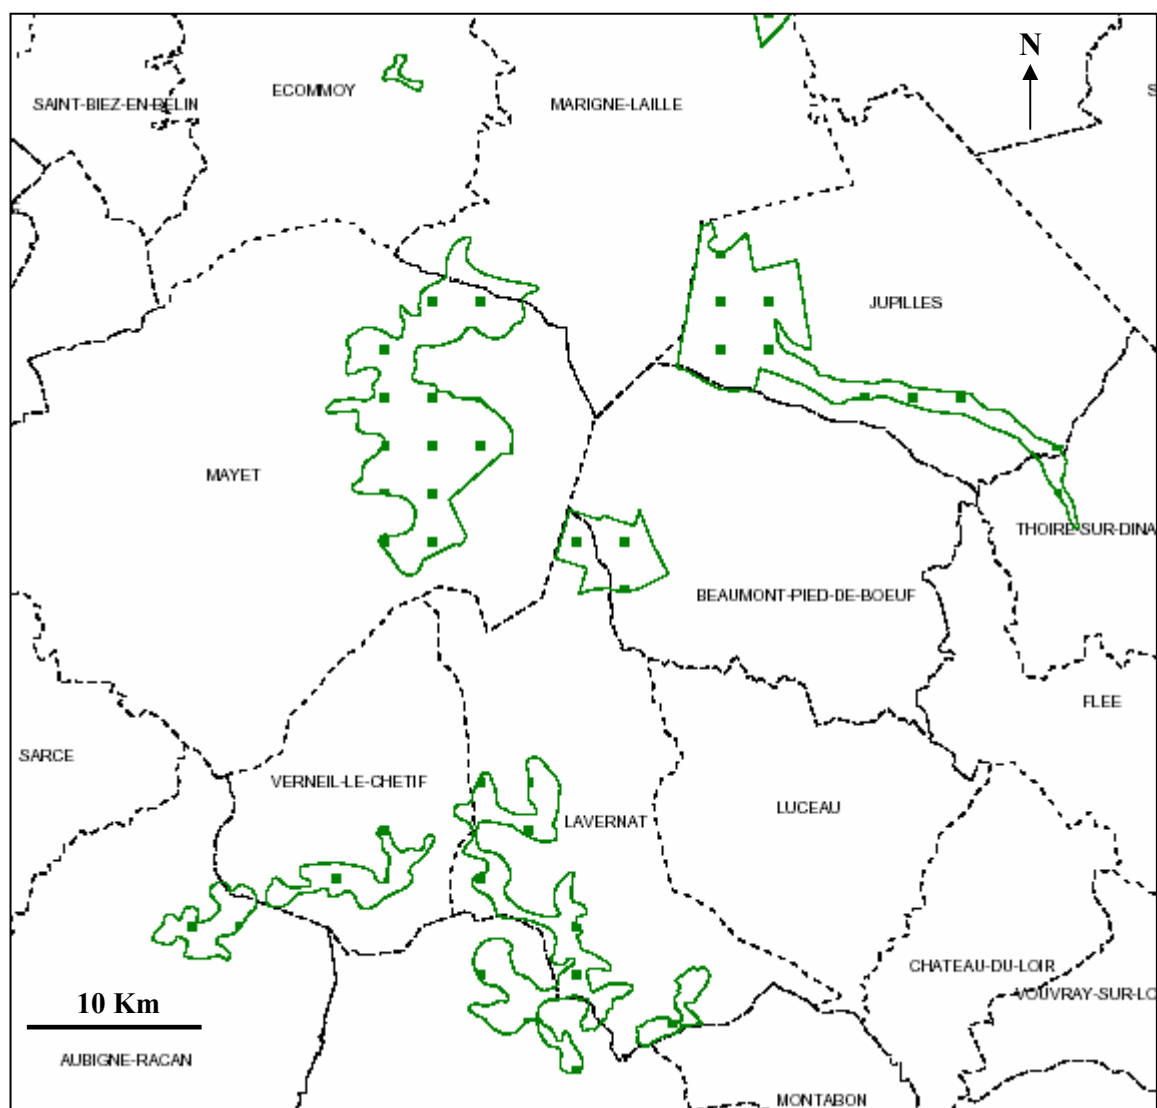 N
ECOMMOY
SAINT-BIEZ-EN-BELIN
MARIGNE-LAILLE
S
JUPILLES
MAYET
THOIRE-SUR-DINA
BEAUMONT-PIED-DE-BOEUF
FLEE
SARCE
VERNEIL-LE-CHETIF
LUCEAU
LAVERNAT
CHATEAU-DU-LOIR
VOUVRAY-SUR-LO
10 Km
AUBIGNE-RACAN
MONTABON